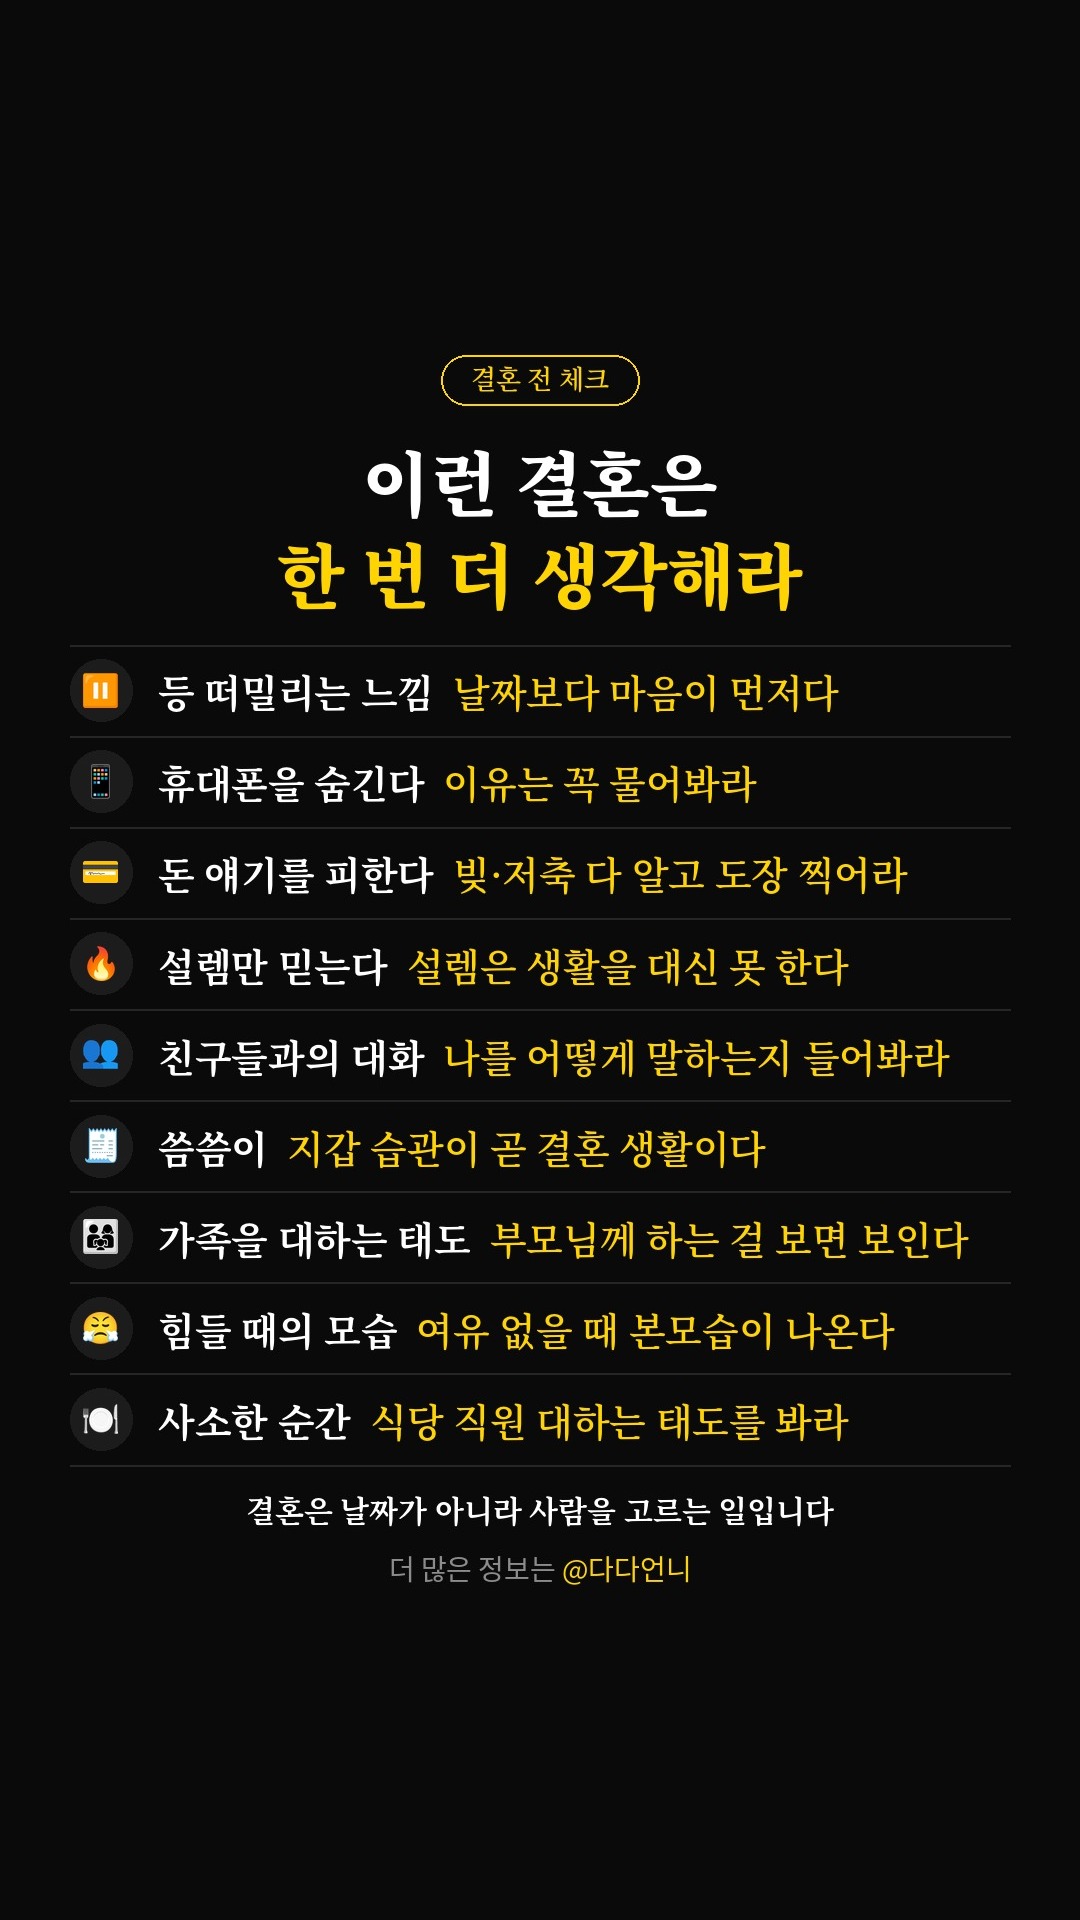 결혼 전 체크
이런 결혼은
한 번 더 생각해라
등 떠밀리는 느낌 날짜보다 마음이 먼저다
휴대폰을 숨긴다 이유는 꼭 물어봐라
돈 얘기를 피한다 빚·저축 다 알고 도장 찍어라
설렘만 믿는다 설렘은 생활을 대신 못 한다
친구들과의 대화 나를 어떻게 말하는지 들어봐라
씀씀이 지갑 습관이 곧 결혼 생활이다
가족을 대하는 태도 부모님께 하는 걸 보면 보인다
힘들 때의 모습 여유 없을 때 본모습이 나온다
사소한 순간 식당 직원 대하는 태도를 봐라
결혼은 날짜가 아니라 사람을 고르는 일입니다
더 많은 정보는 @다다언니